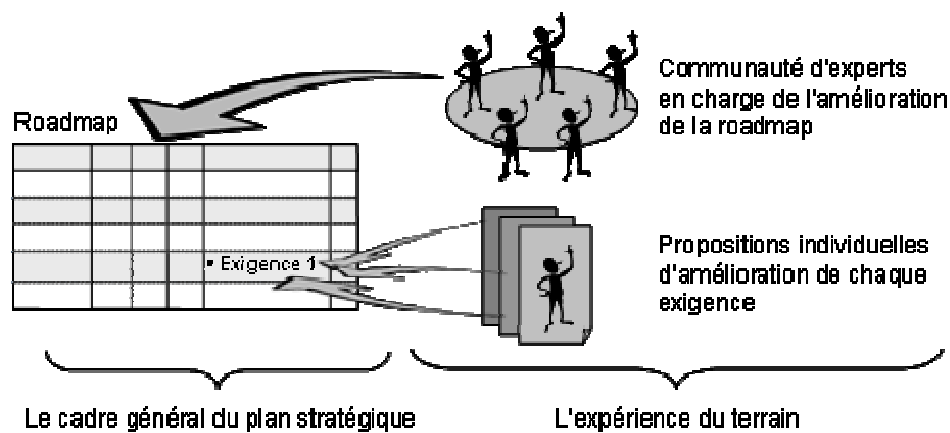 Communauté d'experts
en charge de l'amélioration
de la roadmap
Roadmap
• Exigence 1
Propositions individuelles
d'amélioration de chaque
exigence
Le cadre général du plan stratégique
L'expérience du terrain